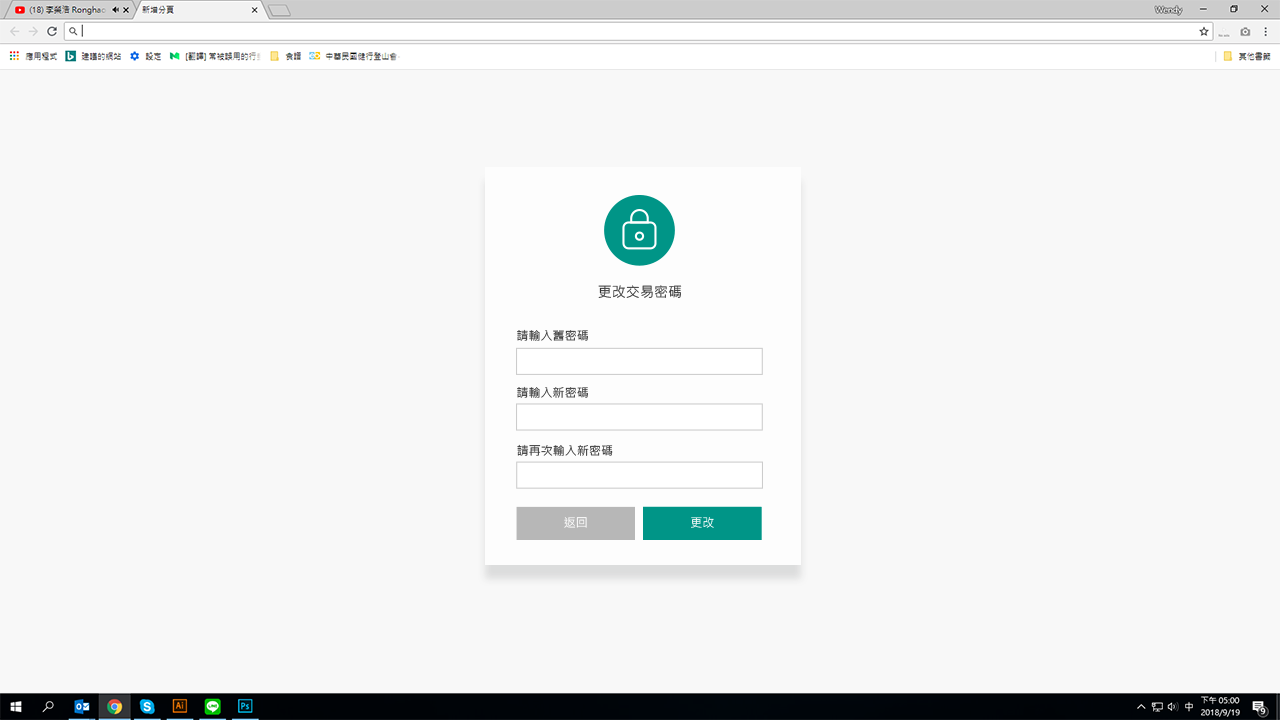 (18) 李榮浩 Ronghao
新增分頁
Wendy
應用程式
建議的網站
設定
[翻譯] 常被誤用的行
食譜
中華民國健行登山會
其他書籤
更改交易密碼
請輸入舊密碼
請輸入新密碼
請再次輸入新密碼
返回
更改
Ai
Ps
中
下午 05:00
2018/9/19
9